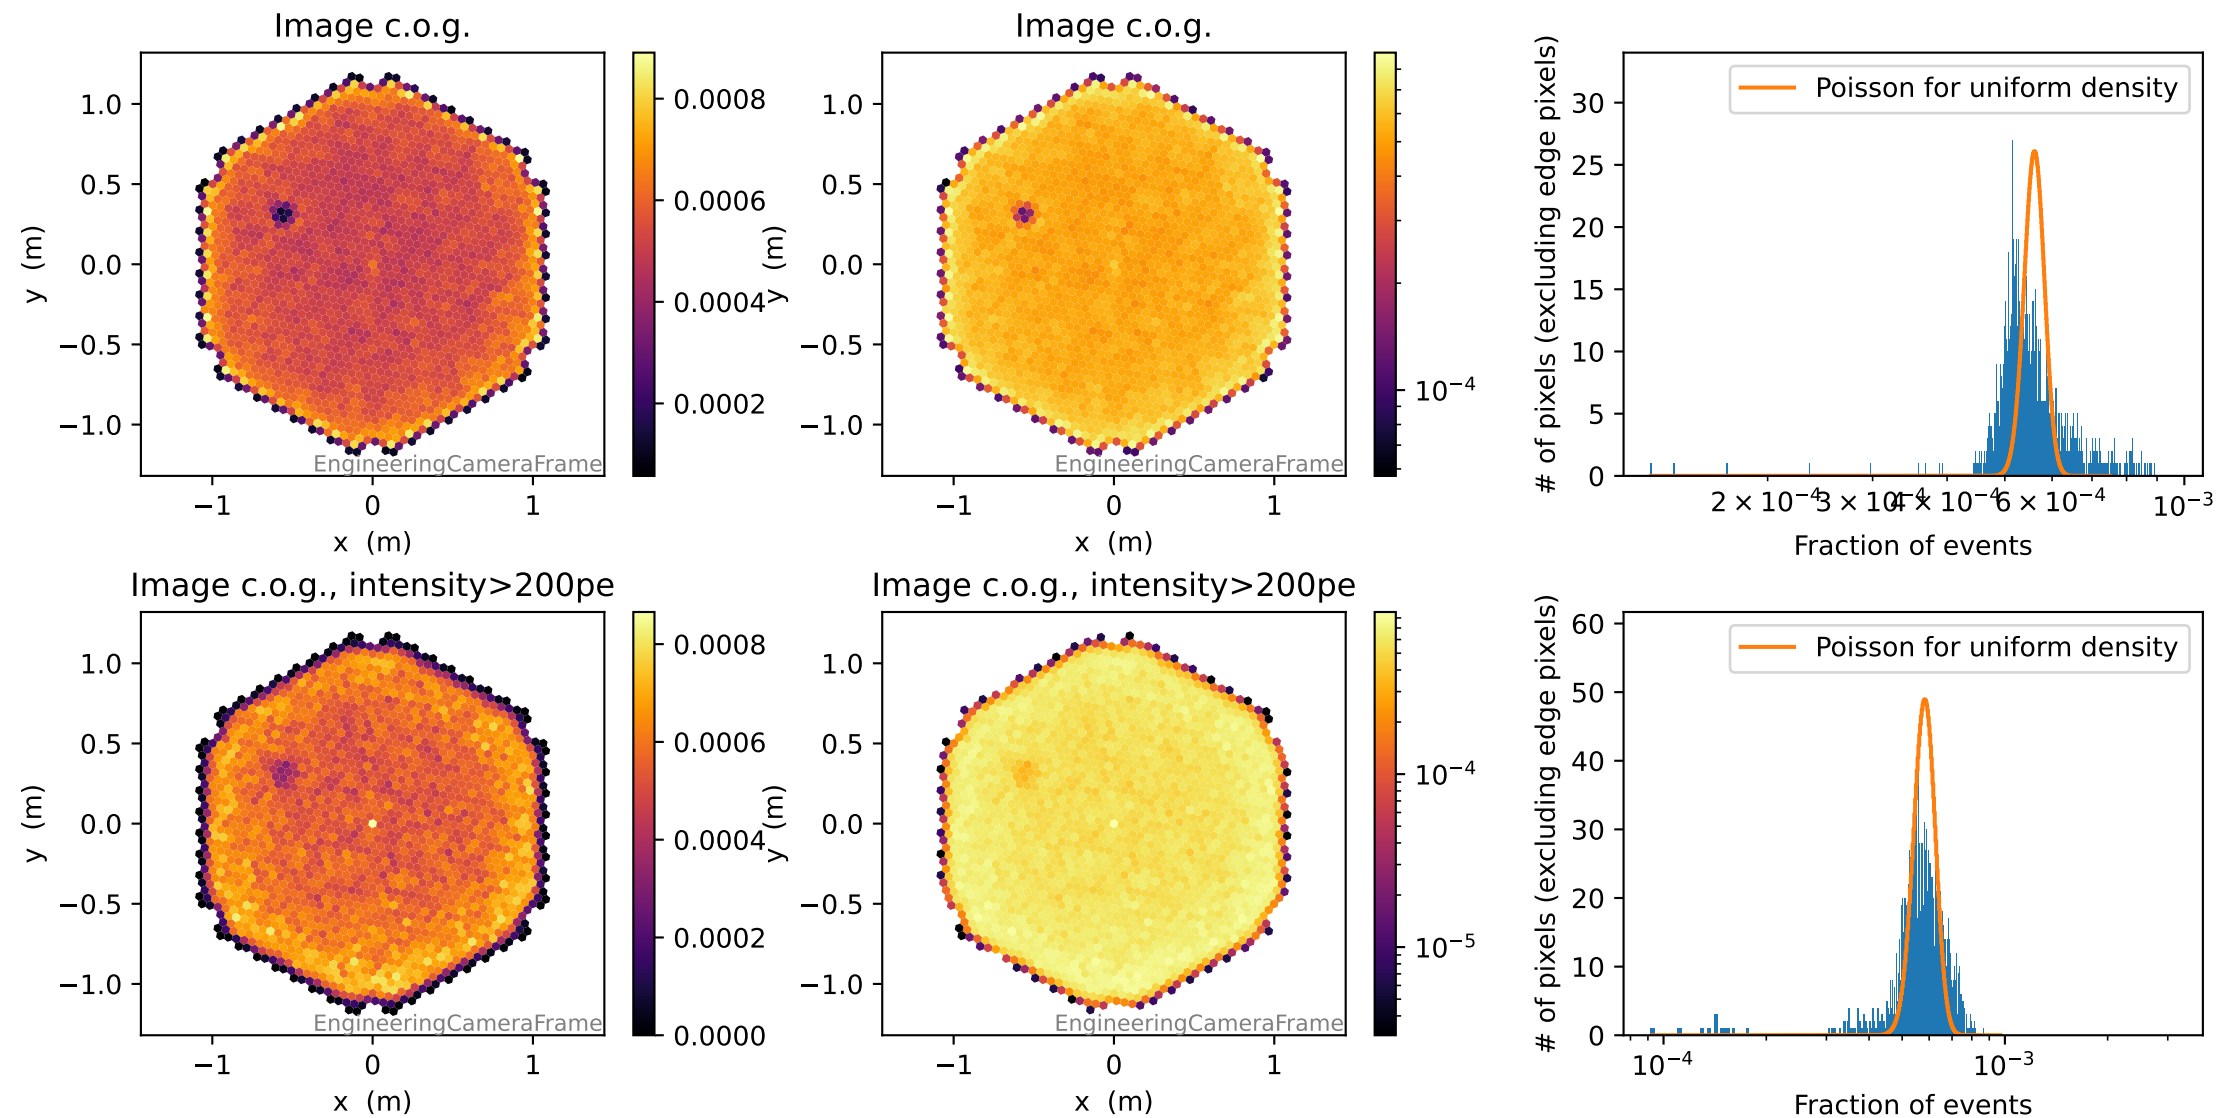 Image c.o.g.
1.0
0.5
0.0
−0.5
−1.0
y (m)
−1 0 1
x (m)
EngineeringCameraFrame
0.0008
0.0006
0.0004
0.0002
Image c.o.g.
1.0
0.5
0.0
−0.5
−1.0
y (m)
−1 0 1
x (m)
EngineeringCameraFrame
10⁻⁴
# of pixels (excluding edge pixels)
30
25
20
15
10
5
0
Poisson for uniform density
2 × 10⁻⁴ 3 × 10⁻⁴ 4 × 10⁻⁴ 6 × 10⁻⁴ 10⁻³
Fraction of events
Image c.o.g., intensity>200pe
1.0
0.5
0.0
−0.5
−1.0
y (m)
−1 0 1
x (m)
EngineeringCameraFrame
0.0008
0.0006
0.0004
0.0002
0.0000
Image c.o.g., intensity>200pe
1.0
0.5
0.0
−0.5
−1.0
y (m)
−1 0 1
x (m)
EngineeringCameraFrame
10⁻⁴
10⁻⁵
# of pixels (excluding edge pixels)
60
50
40
30
20
10
0
Poisson for uniform density
10⁻⁴ 10⁻³
Fraction of events